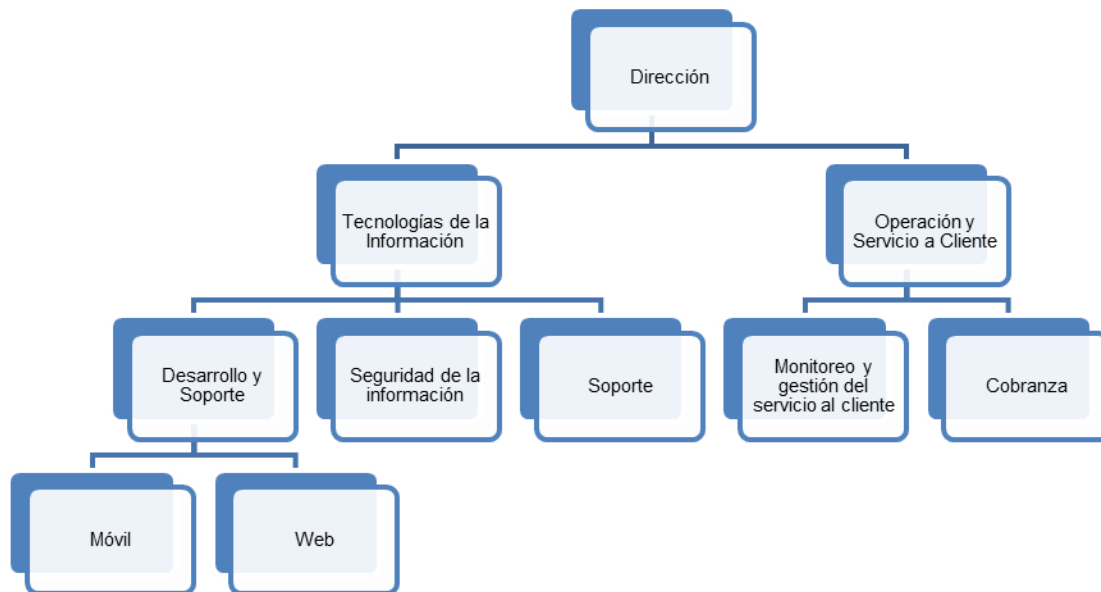 Dirección
Tecnologías de la
Información
Operación y
Servicio a Cliente
Desarrollo y
Soporte
Seguridad de la
información
Soporte
Monitoreo y
gestión del
servicio al cliente
Cobranza
Móvil
Web